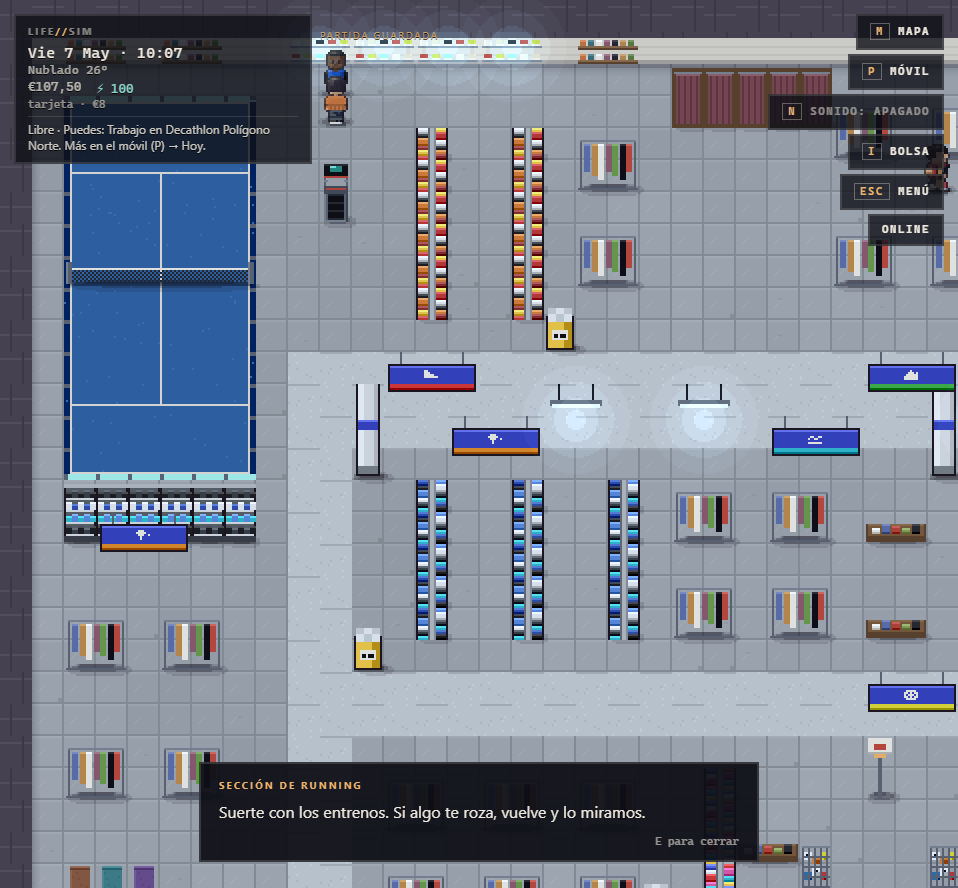 LIFE//SIM
Vie 7 May · 10:07
Nublado 26º
€107,50 ⚡ 100
tarjeta · €8
Libre · Puedes: Trabajo en Decathlon Polígono
Norte. Más en el móvil (P) → Hoy.
PARTIDA GUARDADA
M MAPA
P MÓVIL
N SONIDO: APAGADO
I BOLSA
ESC MENÚ
ONLINE
SECCIÓN DE RUNNING
Suerte con los entrenos. Si algo te roza, vuelve y lo miramos.
E para cerrar